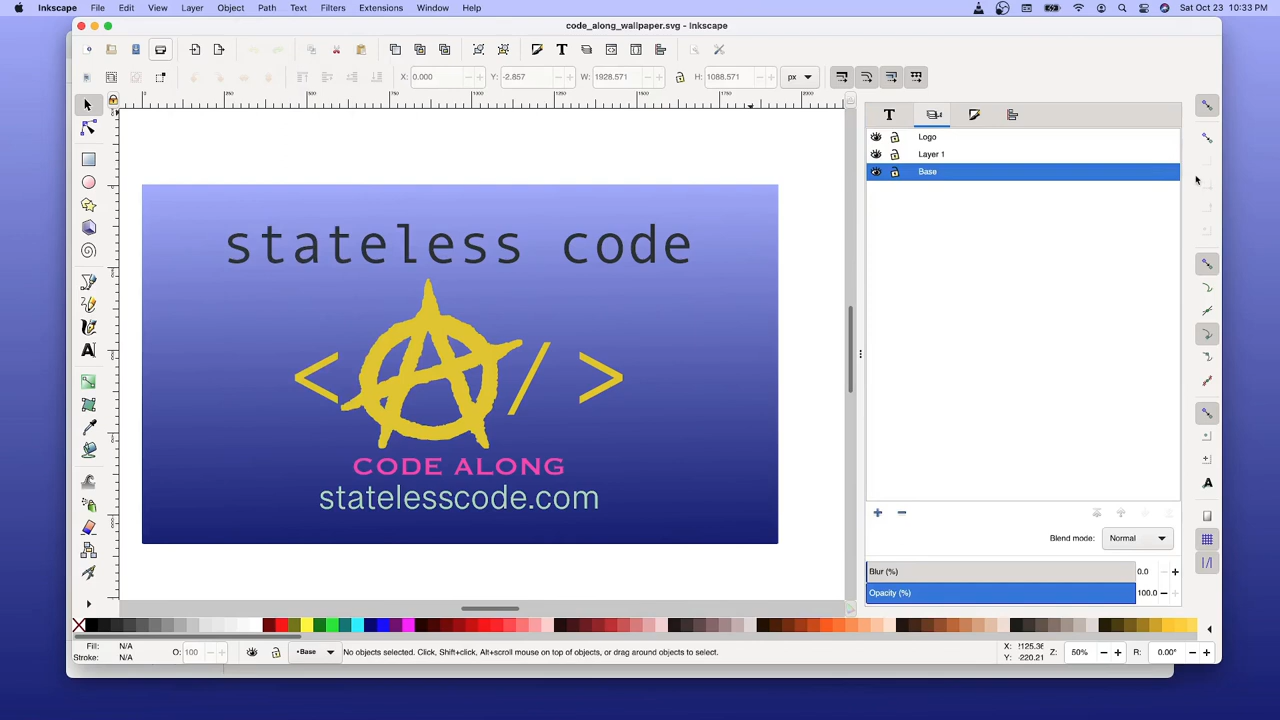 Inkscape File Edit View Layer Object Path Text Filters Extensions Window Help Sat Oct 23 10:33 PM
code_along_wallpaper.svg - Inkscape
X: 0.000 Y: -2.857 W: 1928.571 H: 1088.571 px
Logo
Layer 1
Base
stateless code
< A / >
CODE ALONG
statelesscode.com
Blend mode: Normal
Blur (%) 0.0
Opacity (%) 100.0
Fill: N/A
Stroke: N/A
O: 100
•Base
No objects selected. Click, Shift+click, Alt+scroll mouse on top of objects, or drag around objects to select.
Y: -220.21
Z: 50%
R: 0.00°